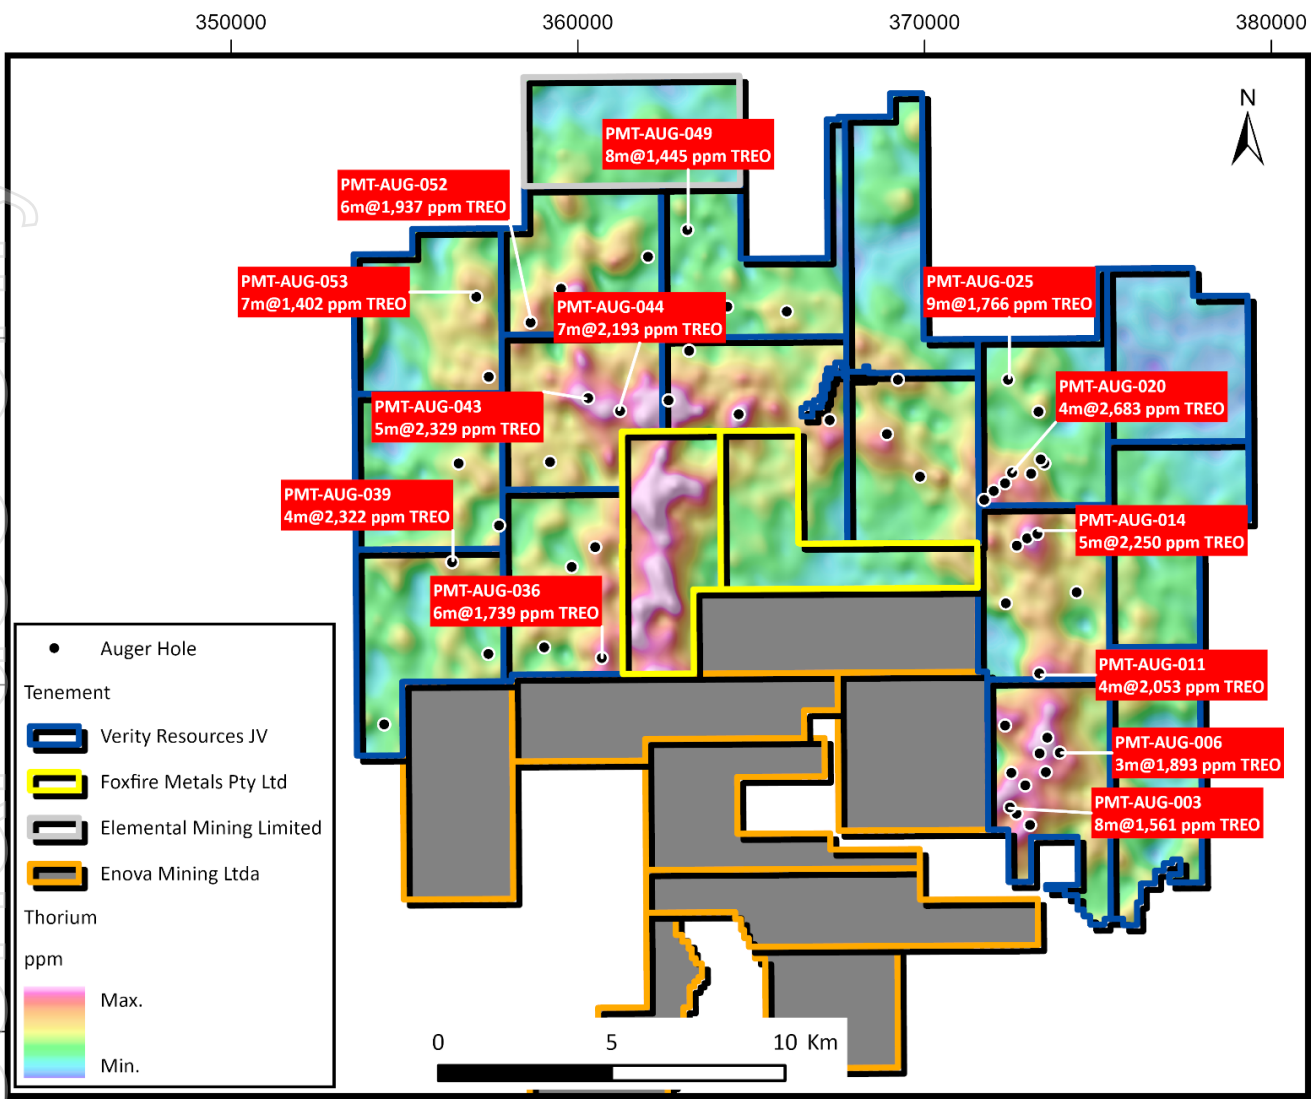 350000
360000
370000
380000
N
PMT-AUG-049
8m@1,445 ppm TREO
PMT-AUG-052
6m@1,937 ppm TREO
PMT-AUG-053
7m@1,402 ppm TREO
PMT-AUG-044
7m@2,193 ppm TREO
PMT-AUG-025
9m@1,766 ppm TREO
PMT-AUG-020
4m@2,683 ppm TREO
PMT-AUG-043
5m@2,329 ppm TREO
PMT-AUG-039
4m@2,322 ppm TREO
PMT-AUG-014
5m@2,250 ppm TREO
PMT-AUG-036
6m@1,739 ppm TREO
PMT-AUG-011
4m@2,053 ppm TREO
PMT-AUG-006
3m@1,893 ppm TREO
PMT-AUG-003
8m@1,561 ppm TREO
Auger Hole
Tenement
Verity Resources JV
Foxfire Metals Pty Ltd
Elemental Mining Limited
Enova Mining Ltda
Thorium
ppm
Max.
Min.
0 5 10 Km